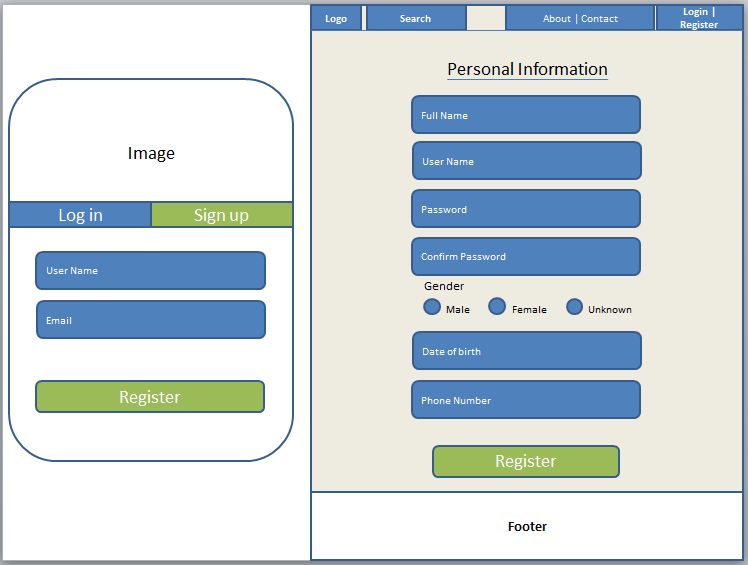 Image
Log in
Sign up
User Name
Email
Register
Logo
Search
About | Contact
Login |
Register
Personal Information
Full Name
User Name
Password
Confirm Password
Gender
Male
Female
Unknown
Date of birth
Phone Number
Register
Footer